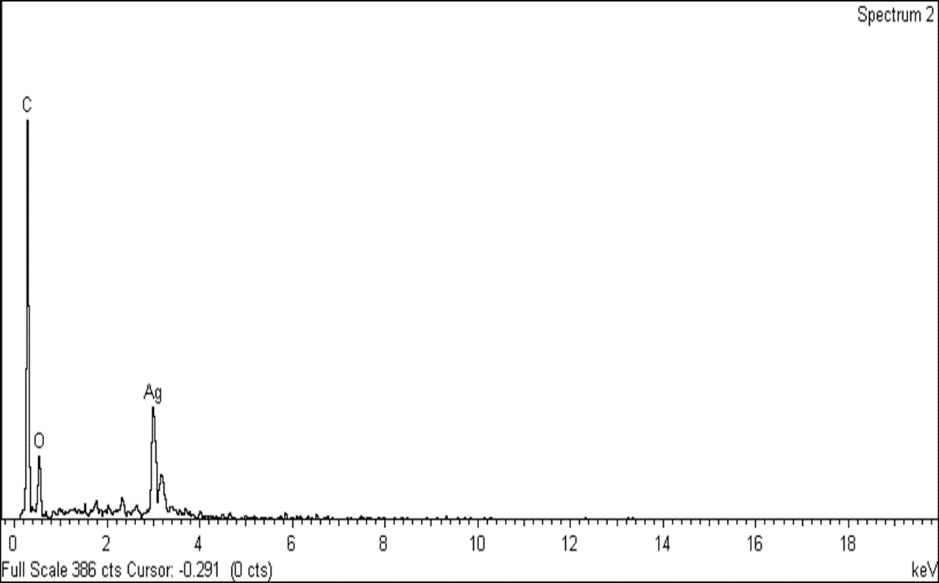 Spectrum 2
C
Ag
O
0 2 4 6 8 10 12 14 16 18
Full Scale 386 cts Cursor: -0.291 (0 cts) keV